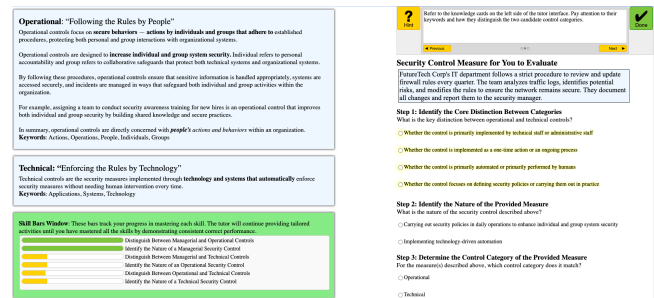 Operational: “Following the Rules by People”
Operational controls focus on secure behaviors — actions by individuals and groups that adhere to established
procedures, protecting both personal and group interactions with organizational systems.
Operational controls are designed to increase individual and group system security. Individual refers to personal
accountability and group refers to collaborative safeguards that protect both technical systems and organizational systems.
By following these procedures, operational controls ensure that sensitive information is handled appropriately, systems are
accessed securely, and incidents are managed in ways that safeguard both individual and group activities within the
organization.
For example, assigning a team to conduct security awareness training for new hires is an operational control that improves
both individual and group security by building shared knowledge and secure practices.
In summary, operational controls are directly concerned with people's actions and behaviors within an organization.
Keywords: Actions, Operations, People, Individuals, Groups
Technical: “Enforcing the Rules by Technology”
Technical controls are the security measures implemented through technology and systems that automatically enforce
security measures without needing human intervention every time.
Keywords: Applications, Systems, Technology
Skill Bars Window: These bars track your progress in mastering each skill. The tutor will continue providing tailored
activities until you have mastered all the skills by demonstrating consistent correct performance.
Distinguish Between Managerial and Operational Controls
Identify the Nature of a Managerial Security Control
Distinguish Between Managerial and Technical Controls
Identify the Nature of an Operational Security Control
Distinguish Between Operational and Technical Controls
Identify the Nature of a Technical Security Control
?
Hint
Refer to the knowledge cards on the left side of the tutor interface. Pay attention to their
keywords and how they distinguish the two candidate control categories.
Previous
Next
Done
Security Control Measure for You to Evaluate
FutureTech Corp's IT department follows a strict procedure to review and update
firewall rules every quarter. The team analyzes traffic logs, identifies potential
risks, and modifies the rules to ensure the network remains secure. They document
all changes and report them to the security manager.
Step 1: Identify the Core Distinction Between Categories
What is the key distinction between operational and technical controls?
Whether the control is primarily implemented by technical staff or administrative staff
Whether the control is implemented as a one-time action or an ongoing process
Whether the control is primarily automated or primarily performed by humans
Whether the control focuses on defining security policies or carrying them out in practice
Step 2: Identify the Nature of the Provided Measure
What is the nature of the security control described above?
Carrying out security policies in daily operations to enhance individual and group system security
Implementing technology-driven automation
Step 3: Determine the Control Category of the Provided Measure
For the measure(s) described above, which control category does it match?
Operational
Technical